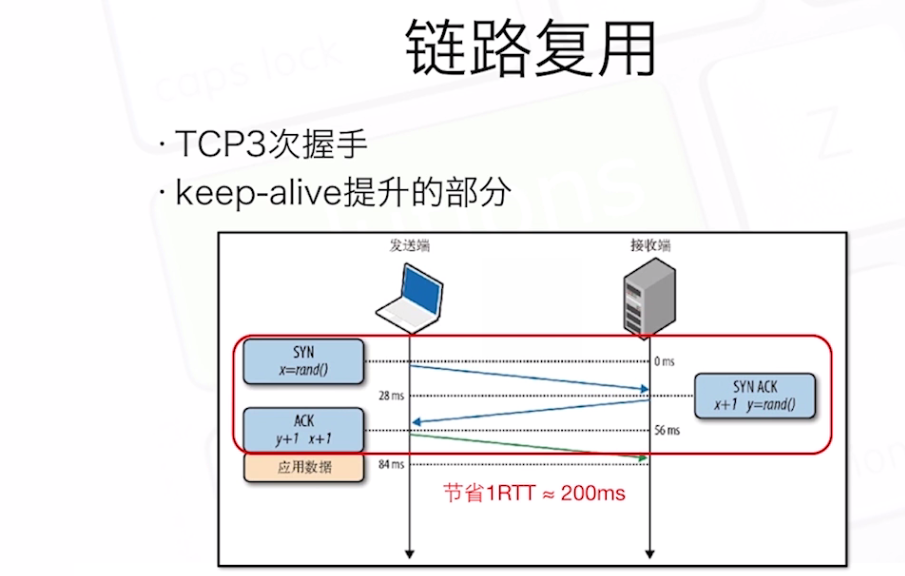 链路复用
· TCP3次握手
· keep-alive提升的部分
发送端
接收端
SYN
x=rand()
0 ms
28 ms
SYN ACK
x+1 y=rand()
ACK
y+1 x+1
56 ms
应用数据
84 ms
节省1RTT ≈ 200ms
caps lock
Z